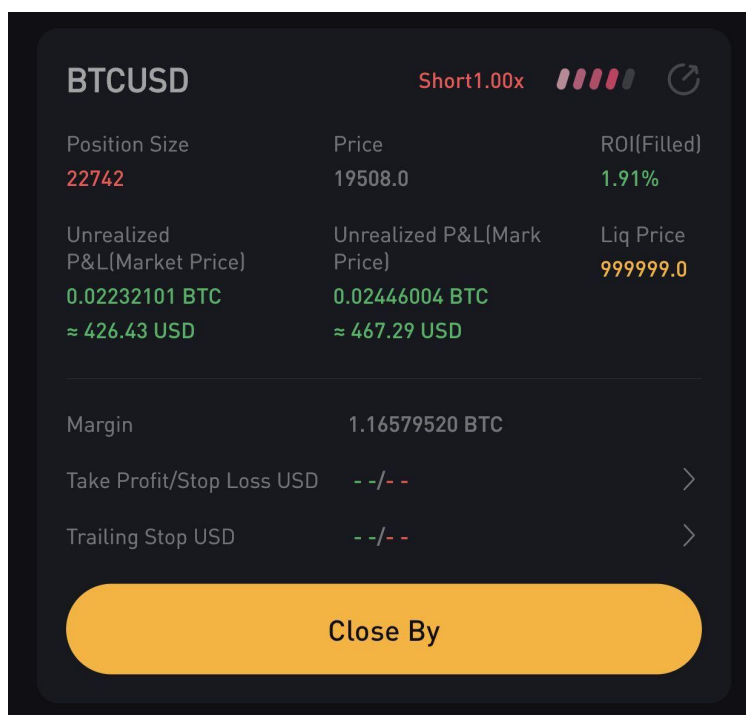 BTCUSD Short1.00x
Position Size Price ROI(Filled)
22742 19508.0 1.91%
Unrealized P&L(Market Price) Unrealized P&L(Mark Price) Liq Price
0.02232101 BTC 0.02446004 BTC 999999.0
≈ 426.43 USD ≈ 467.29 USD
Margin 1.16579520 BTC
Take Profit/Stop Loss USD - -/- -
Trailing Stop USD - -/- -
Close By